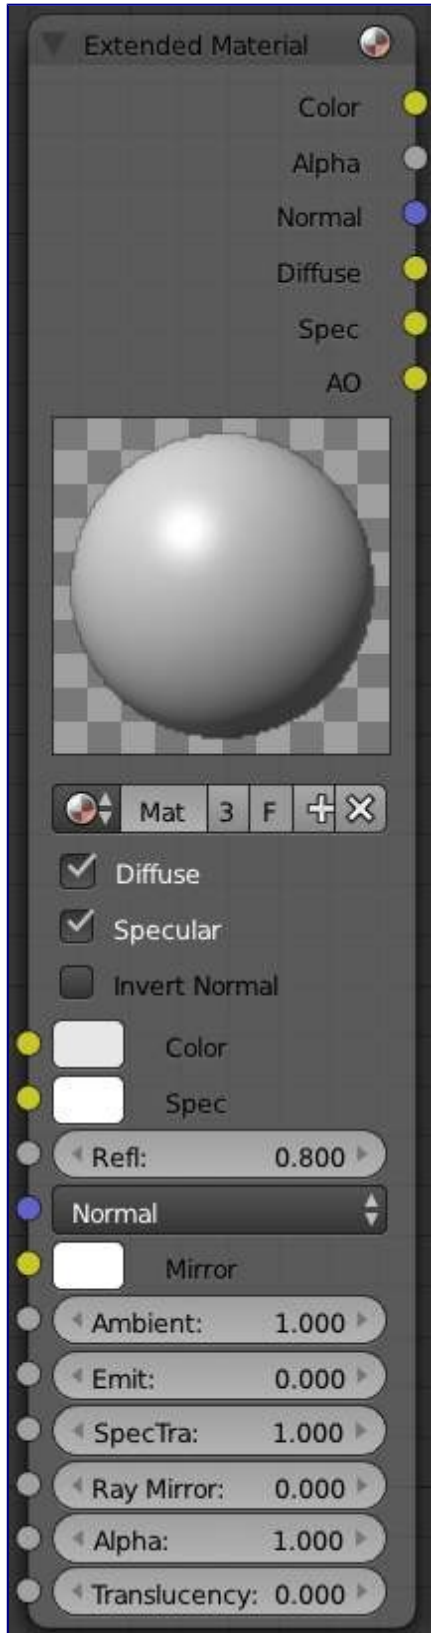 Extended Material
Color
Alpha
Normal
Diffuse
Spec
AO
Mat 3 F
Diffuse
Specular
Invert Normal
Color
Spec
Refl: 0.800
Normal
Mirror
Ambient: 1.000
Emit: 0.000
SpecTra: 1.000
Ray Mirror: 0.000
Alpha: 1.000
Translucency: 0.000